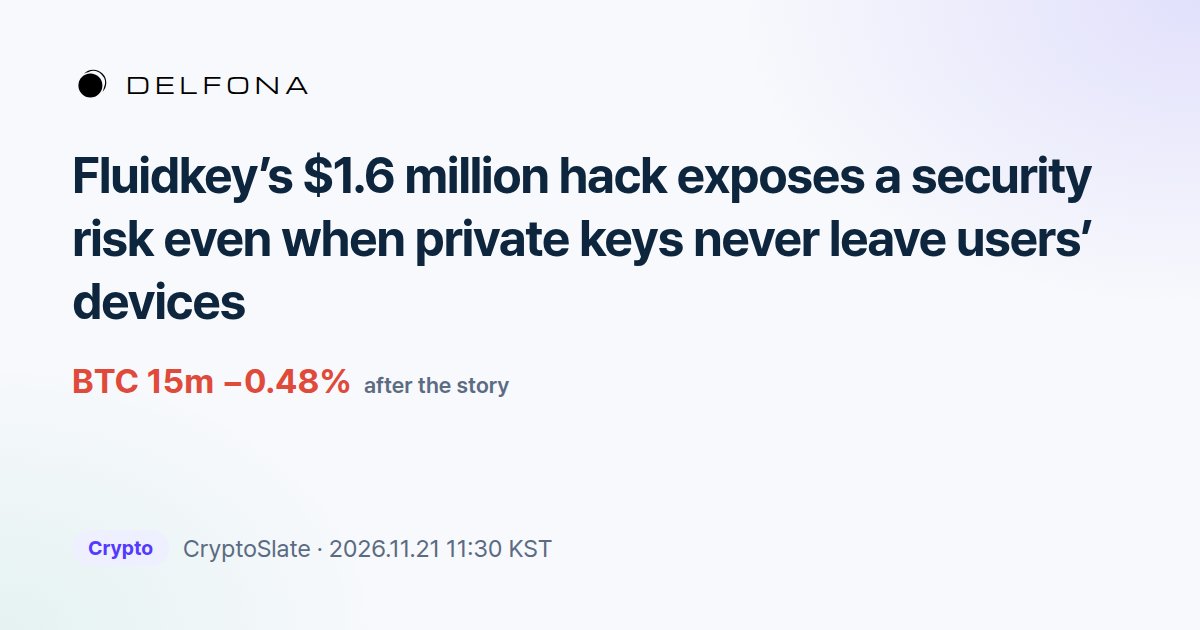 DELFONA
Fluidkey’s $1.6 million hack exposes a security
risk even when private keys never leave users’
devices
BTC 15m −0.48% after the story
Crypto CryptoSlate · 2026.11.21 11:30 KST